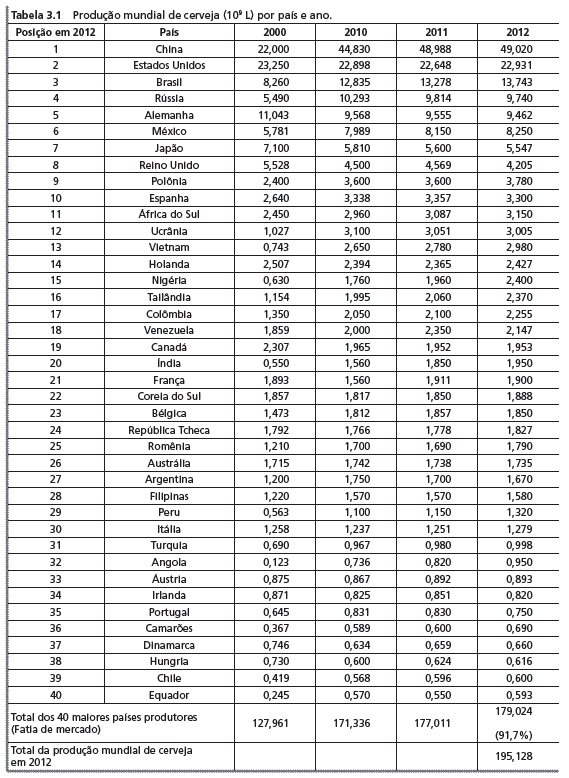 Tabela 3.1 Produção mundial de cerveja (10⁹ L) por país e ano.
Posição em 2012 País 2000 2010 2011 2012
1 China 22,000 44,830 48,988 49,020
2 Estados Unidos 23,250 22,898 22,648 22,931
3 Brasil 8,260 12,835 13,278 13,743
4 Rússia 5,490 10,293 9,814 9,740
5 Alemanha 11,043 9,568 9,555 9,462
6 México 5,781 7,989 8,150 8,250
7 Japão 7,100 5,810 5,600 5,547
8 Reino Unido 5,528 4,500 4,569 4,205
9 Polônia 2,400 3,600 3,600 3,780
10 Espanha 2,640 3,338 3,357 3,300
11 África do Sul 2,450 2,960 3,087 3,150
12 Ucrânia 1,027 3,100 3,051 3,005
13 Vietnam 0,743 2,650 2,780 2,980
14 Holanda 2,507 2,394 2,365 2,427
15 Nigéria 0,630 1,760 1,960 2,400
16 Tailândia 1,154 1,995 2,060 2,370
17 Colômbia 1,350 2,050 2,100 2,255
18 Venezuela 1,859 2,000 2,350 2,147
19 Canadá 2,307 1,965 1,952 1,953
20 Índia 0,550 1,560 1,850 1,950
21 França 1,893 1,560 1,911 1,900
22 Coreia do Sul 1,857 1,817 1,850 1,888
23 Bélgica 1,473 1,812 1,857 1,850
24 República Tcheca 1,792 1,766 1,778 1,827
25 Romênia 1,210 1,700 1,690 1,790
26 Austrália 1,715 1,742 1,738 1,735
27 Argentina 1,200 1,750 1,700 1,670
28 Filipinas 1,220 1,570 1,570 1,580
29 Peru 0,563 1,100 1,150 1,320
30 Itália 1,258 1,237 1,251 1,279
31 Turquia 0,690 0,967 0,980 0,998
32 Angola 0,123 0,736 0,820 0,950
33 Áustria 0,875 0,867 0,892 0,893
34 Irlanda 0,871 0,825 0,851 0,820
35 Portugal 0,645 0,831 0,830 0,750
36 Camarões 0,367 0,589 0,600 0,690
37 Dinamarca 0,746 0,634 0,659 0,660
38 Hungria 0,730 0,600 0,624 0,616
39 Chile 0,419 0,568 0,596 0,600
40 Equador 0,245 0,570 0,550 0,593
Total dos 40 maiores países produtores
(Fatia de mercado) 127,961 171,336 177,011 179,024
(91,7%)
Total da produção mundial de cerveja
em 2012 195,128